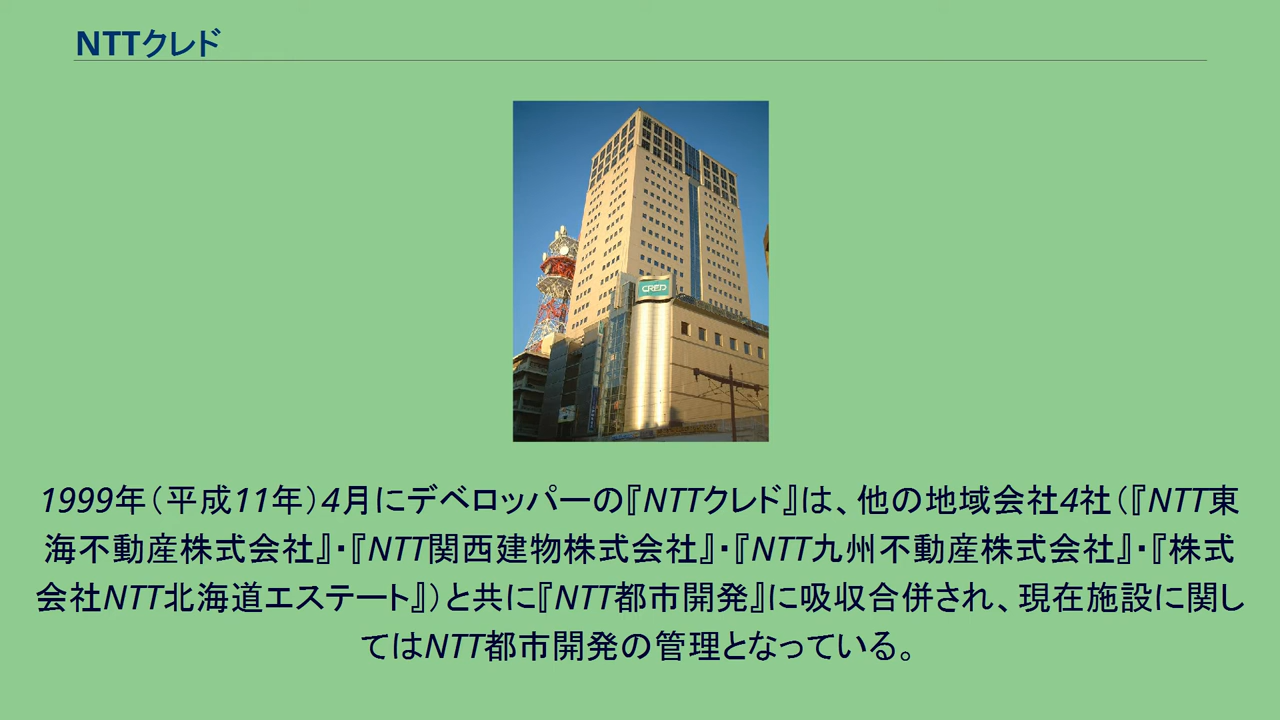 NTTクレド
CRED
1999年（平成11年）4月にデベロッパーの『NTTクレド』は、他の地域会社4社（『NTT東
海不動産株式会社』・『NTT関西建物株式会社』・『NTT九州不動産株式会社』・『株式
会社NTT北海道エステート』）と共に『NTT都市開発』に吸収合併され、現在施設に関し
てはNTT都市開発の管理となっている。